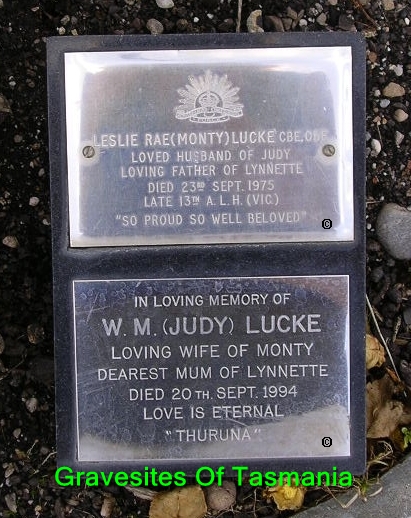 LESLIE RAE (MONTY) LUCKE CBE. OBE
LOVED HUSBAND OF JUDY
LOVING FATHER OF LYNNETTE
DIED 23RD SEPT. 1975
LATE 13TH A.L.H. (VIC)
"SO PROUD SO WELL BELOVED"
©
IN LOVING MEMORY OF
W. M. (JUDY) LUCKE
LOVING WIFE OF MONTY
DEAREST MUM OF LYNNETTE
DIED 20TH. SEPT. 1994
LOVE IS ETERNAL
"THURUNA"
©
Gravesites Of Tasmania